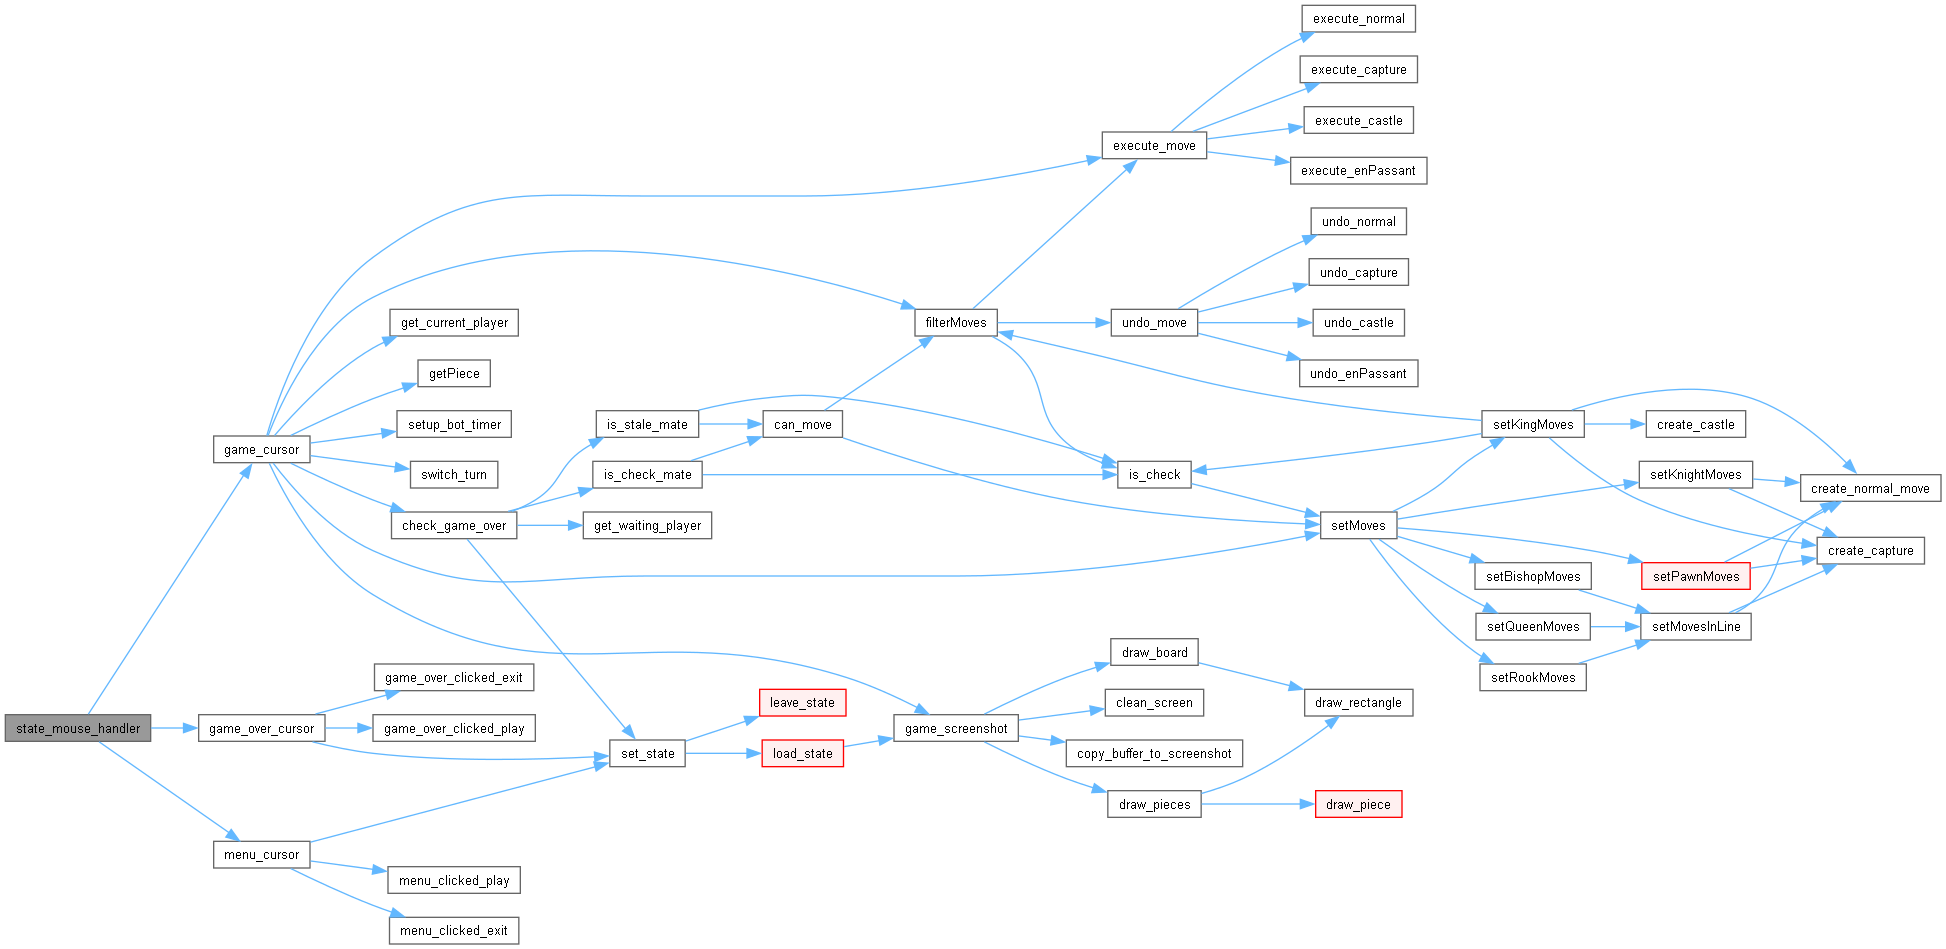 state_mouse_handler
game_cursor
game_over_cursor
menu_cursor
get_current_player
getPiece
setup_bot_timer
switch_turn
check_game_over
game_over_clicked_exit
game_over_clicked_play
menu_clicked_play
menu_clicked_exit
is_stale_mate
is_check_mate
get_waiting_player
set_state
can_move
leave_state
load_state
filterMoves
game_screenshot
execute_move
undo_move
is_check
draw_board
clean_screen
copy_buffer_to_screenshot
draw_pieces
execute_normal
execute_capture
execute_castle
execute_enPassant
undo_normal
undo_capture
undo_castle
undo_enPassant
setMoves
draw_rectangle
draw_piece
setKingMoves
setBishopMoves
setQueenMoves
setRookMoves
create_castle
setKnightMoves
setPawnMoves
setMovesInLine
create_normal_move
create_capture